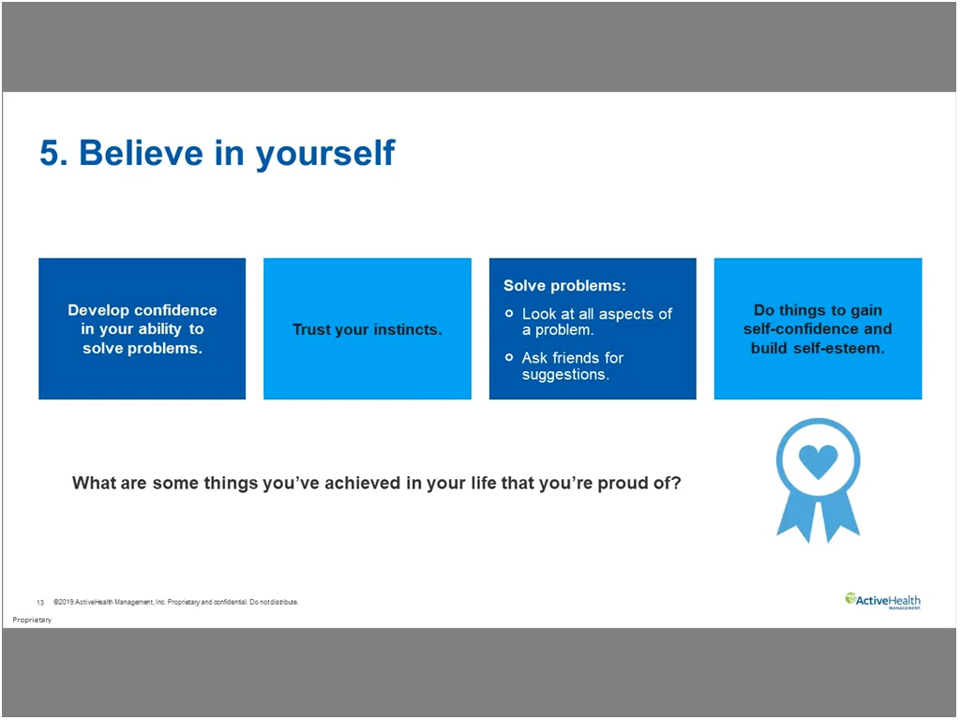 5. Believe in yourself
Develop confidence
in your ability to
solve problems.
Trust your instincts.
Solve problems:
Look at all aspects of
a problem.
Ask friends for
suggestions.
Do things to gain
self-confidence and
build self-esteem.
What are some things you’ve achieved in your life that you’re proud of?
13 ©2019 ActiveHealth Management, Inc. Proprietary and confidential. Do not distribute.
ActiveHealth
MANAGEMENT
Proprietary